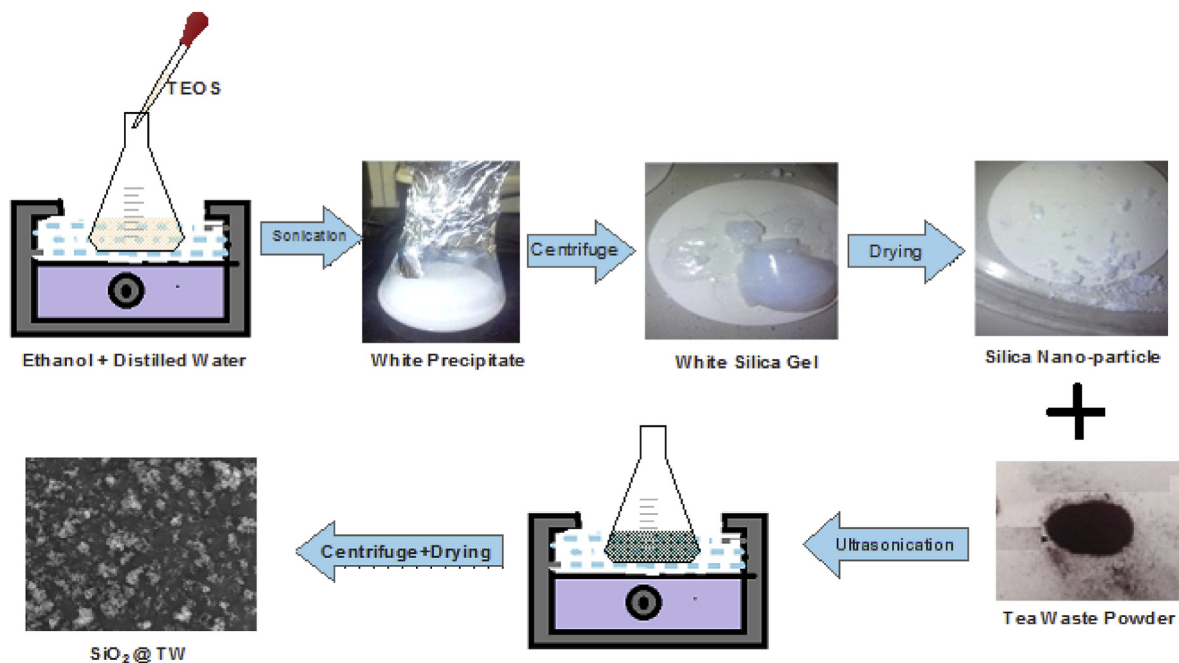 TEOS
Sonication
Centrifuge
Drying
Ethanol + Distilled Water
White Precipitate
White Silica Gel
Silica Nano-particle
+
Ultrasonication
Centrifuge+Drying
Tea Waste Powder
SiO₂@TW